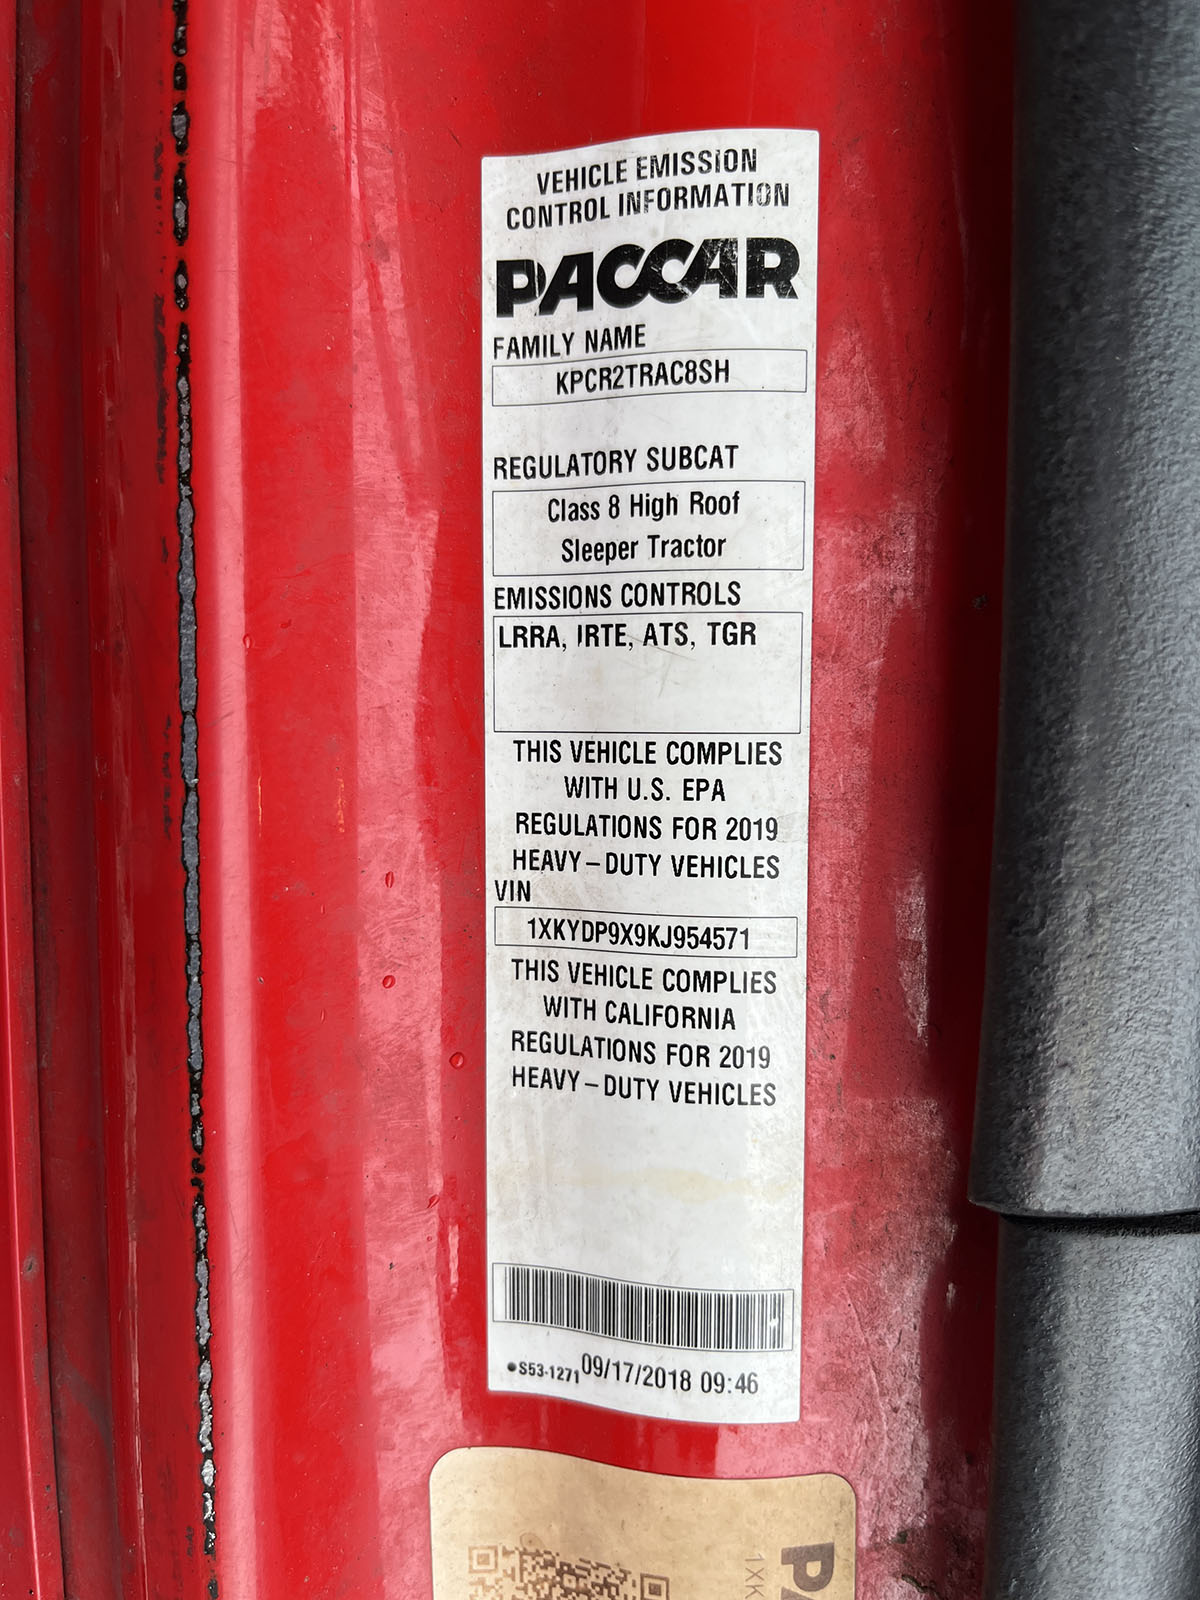 VEHICLE EMISSION
CONTROL INFORMATION
PACCAR
FAMILY NAME
KPCR2TRAC8SH
REGULATORY SUBCAT
Class 8 High Roof
Sleeper Tractor
EMISSIONS CONTROLS
LRRA, IRTE, ATS, TGR
THIS VEHICLE COMPLIES
WITH U.S. EPA
REGULATIONS FOR 2019
HEAVY-DUTY VEHICLES
VIN
1XKYDP9X9KJ954571
THIS VEHICLE COMPLIES
WITH CALIFORNIA
REGULATIONS FOR 2019
HEAVY-DUTY VEHICLES
•S53-1271 09/17/2018 09:46